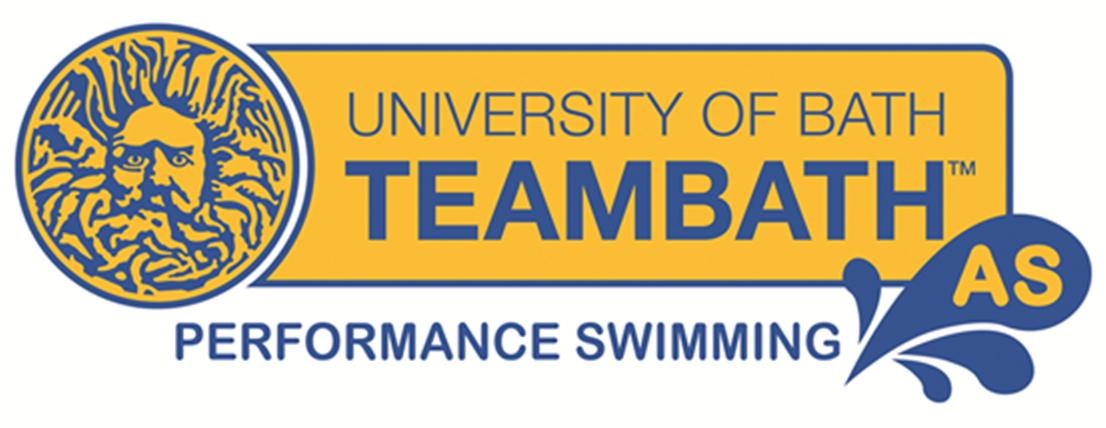 UNIVERSITY OF BATH
TEAMBATH™
AS
PERFORMANCE SWIMMING